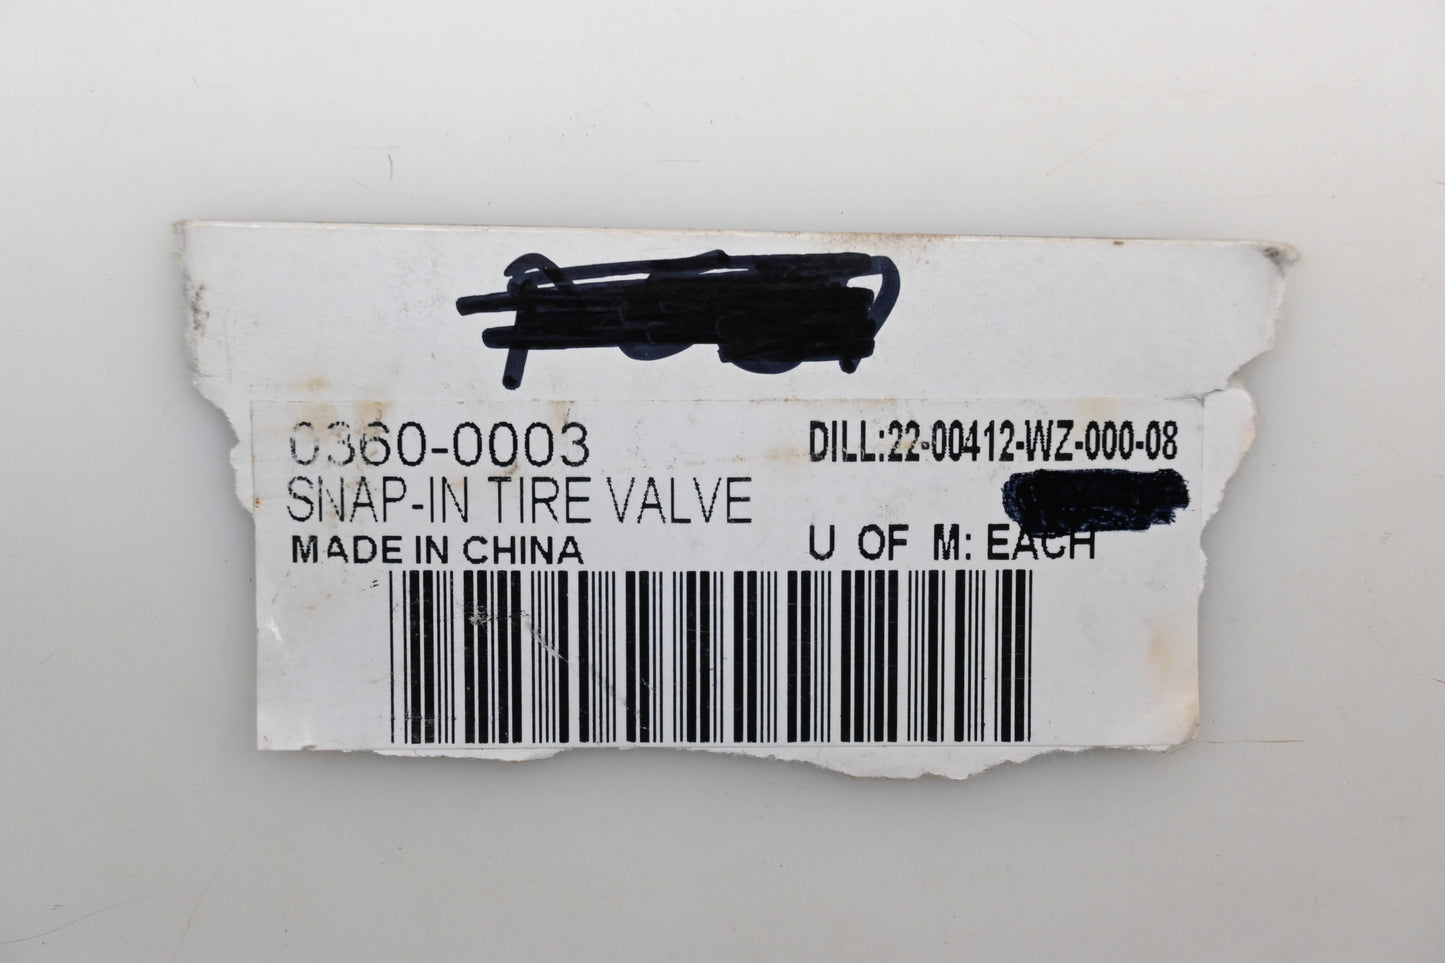 0360-0003
DILL:22-00412-WZ-000-08
SNAP-IN TIRE VALVE
MADE IN CHINA
U OF M: EACH